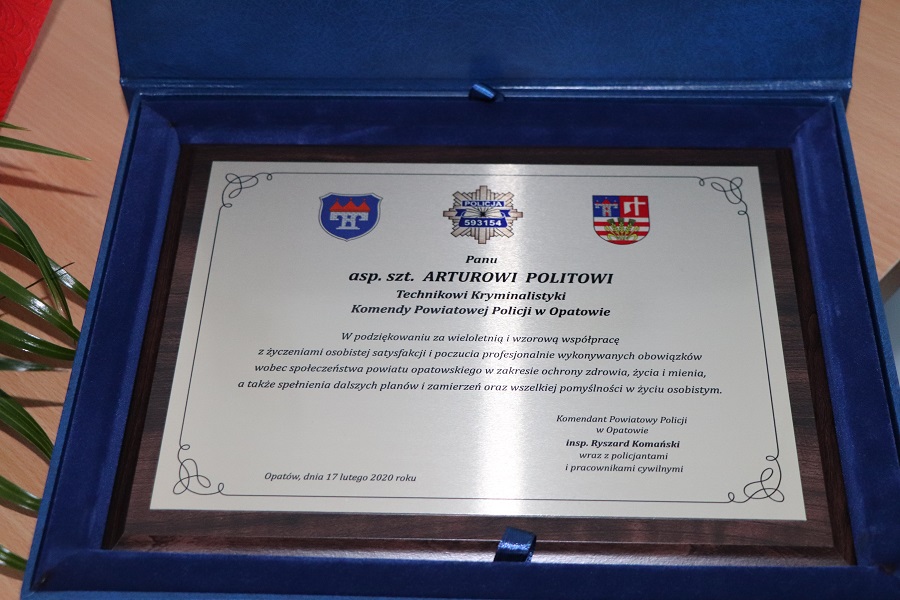 POLICJA
593154
Panu
asp. szt. ARTUROWI POLITOWI
Technikowi Kryminalistyki
Komendy Powiatowej Policji w Opatowie
W podziękowaniu za wieloletnią i wzorową współpracę
z życzeniami osobistej satysfakcji i poczucia profesjonalnie wykonywanych obowiązków
wobec społeczeństwa powiatu opatowskiego w zakresie ochrony zdrowia, życia i mienia,
a także spełnienia dalszych planów i zamierzeń oraz wszelkiej pomyślności w życiu osobistym.
Komendant Powiatowy Policji
w Opatowie
insp. Ryszard Komański
wraz z policjantami
i pracownikami cywilnymi
Opatów, dnia 17 lutego 2020 roku